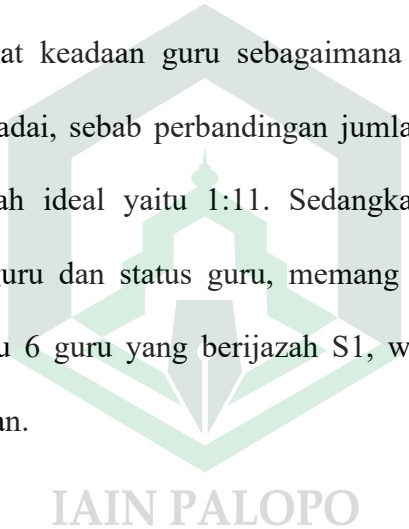 at keadaan guru sebagaimana
adai, sebab perbandingan jumla
ah ideal yaitu 1:11. Sedangka
guru dan status guru, memang
u 6 guru yang berijazah S1, w
an.
IAIN PALOPO